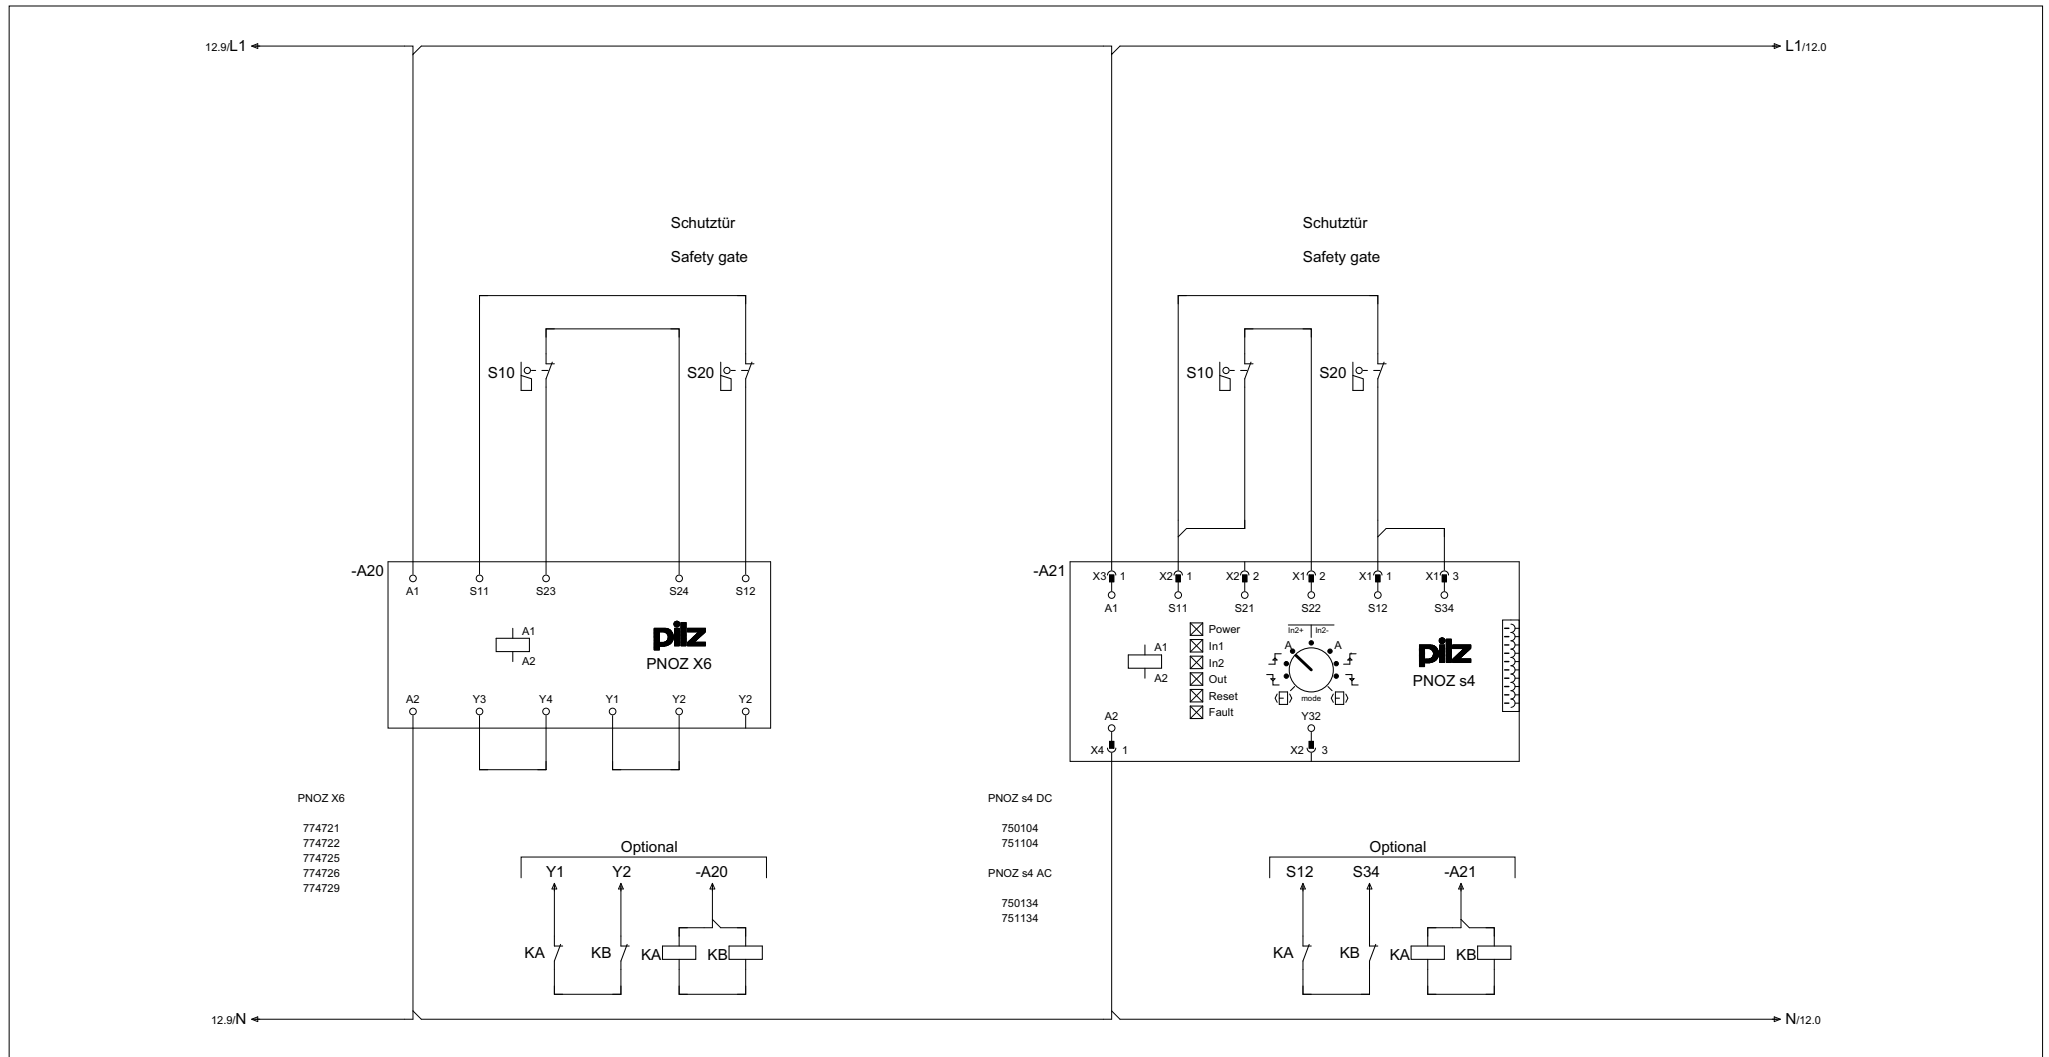 12.9/L1
L1/12.0
Schutztür
Safety gate
Schutztür
Safety gate
S10
S20
S10
S20
-A20
A1
S11
S23
S24
S12
A1
A2
pilz
PNOZ X6
A2
Y3
Y4
Y1
Y2
Y2
-A21
X3 1
X2 1
X2 2
X1 2
X1 1
X1 3
A1
S11
S21
S22
S12
S34
A1
A2
Power
In1
In2
Out
Reset
Fault
In2+ In2-
A
A
mode
pilz
PNOZ s4
A2
Y32
X4 1
X2 3
PNOZ X6
774721
774722
774725
774726
774729
Optional
Y1
Y2
-A20
KA
KB
KA
KB
PNOZ s4 DC
750104
751104
PNOZ s4 AC
750134
751134
Optional
S12
S34
-A21
KA
KB
KA
KB
12.9/N
N/12.0